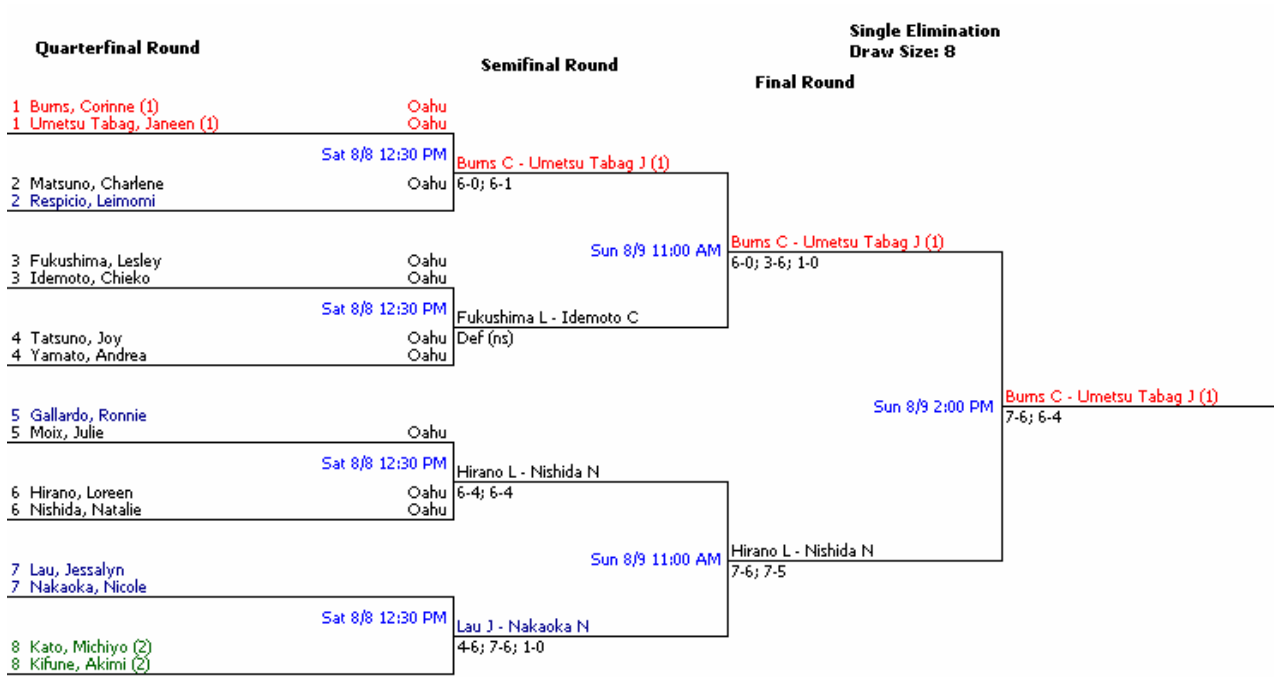 Single Elimination
Draw Size: 8
Quarterfinal Round
Semifinal Round
Final Round
1 Burns, Corinne (1) Oahu
1 Umetsu Tabag, Janeen (1) Oahu
Sat 8/8 12:30 PM
Burns C - Umetsu Tabag J (1)
2 Matsuno, Charlene Oahu
6-0; 6-1
2 Respicio, Leimomi
Sun 8/9 11:00 AM
Burns C - Umetsu Tabag J (1)
6-0; 3-6; 1-0
3 Fukushima, Lesley Oahu
3 Idemoto, Chieko Oahu
Sat 8/8 12:30 PM
Fukushima L - Idemoto C
4 Tatsuno, Joy Oahu
Def (ns)
4 Yamato, Andrea Oahu
Sun 8/9 2:00 PM
Burns C - Umetsu Tabag J (1)
7-6; 6-4
5 Gallardo, Ronnie
5 Moix, Julie Oahu
Sat 8/8 12:30 PM
Hirano L - Nishida N
6 Hirano, Loreen Oahu
6-4; 6-4
6 Nishida, Natalie Oahu
Sun 8/9 11:00 AM
Hirano L - Nishida N
7-6; 7-5
7 Lau, Jessalyn
7 Nakaoka, Nicole
Sat 8/8 12:30 PM
Lau J - Nakaoka N
8 Kato, Michiyo (2)
4-6; 7-6; 1-0
8 Kifune, Akimi (2)